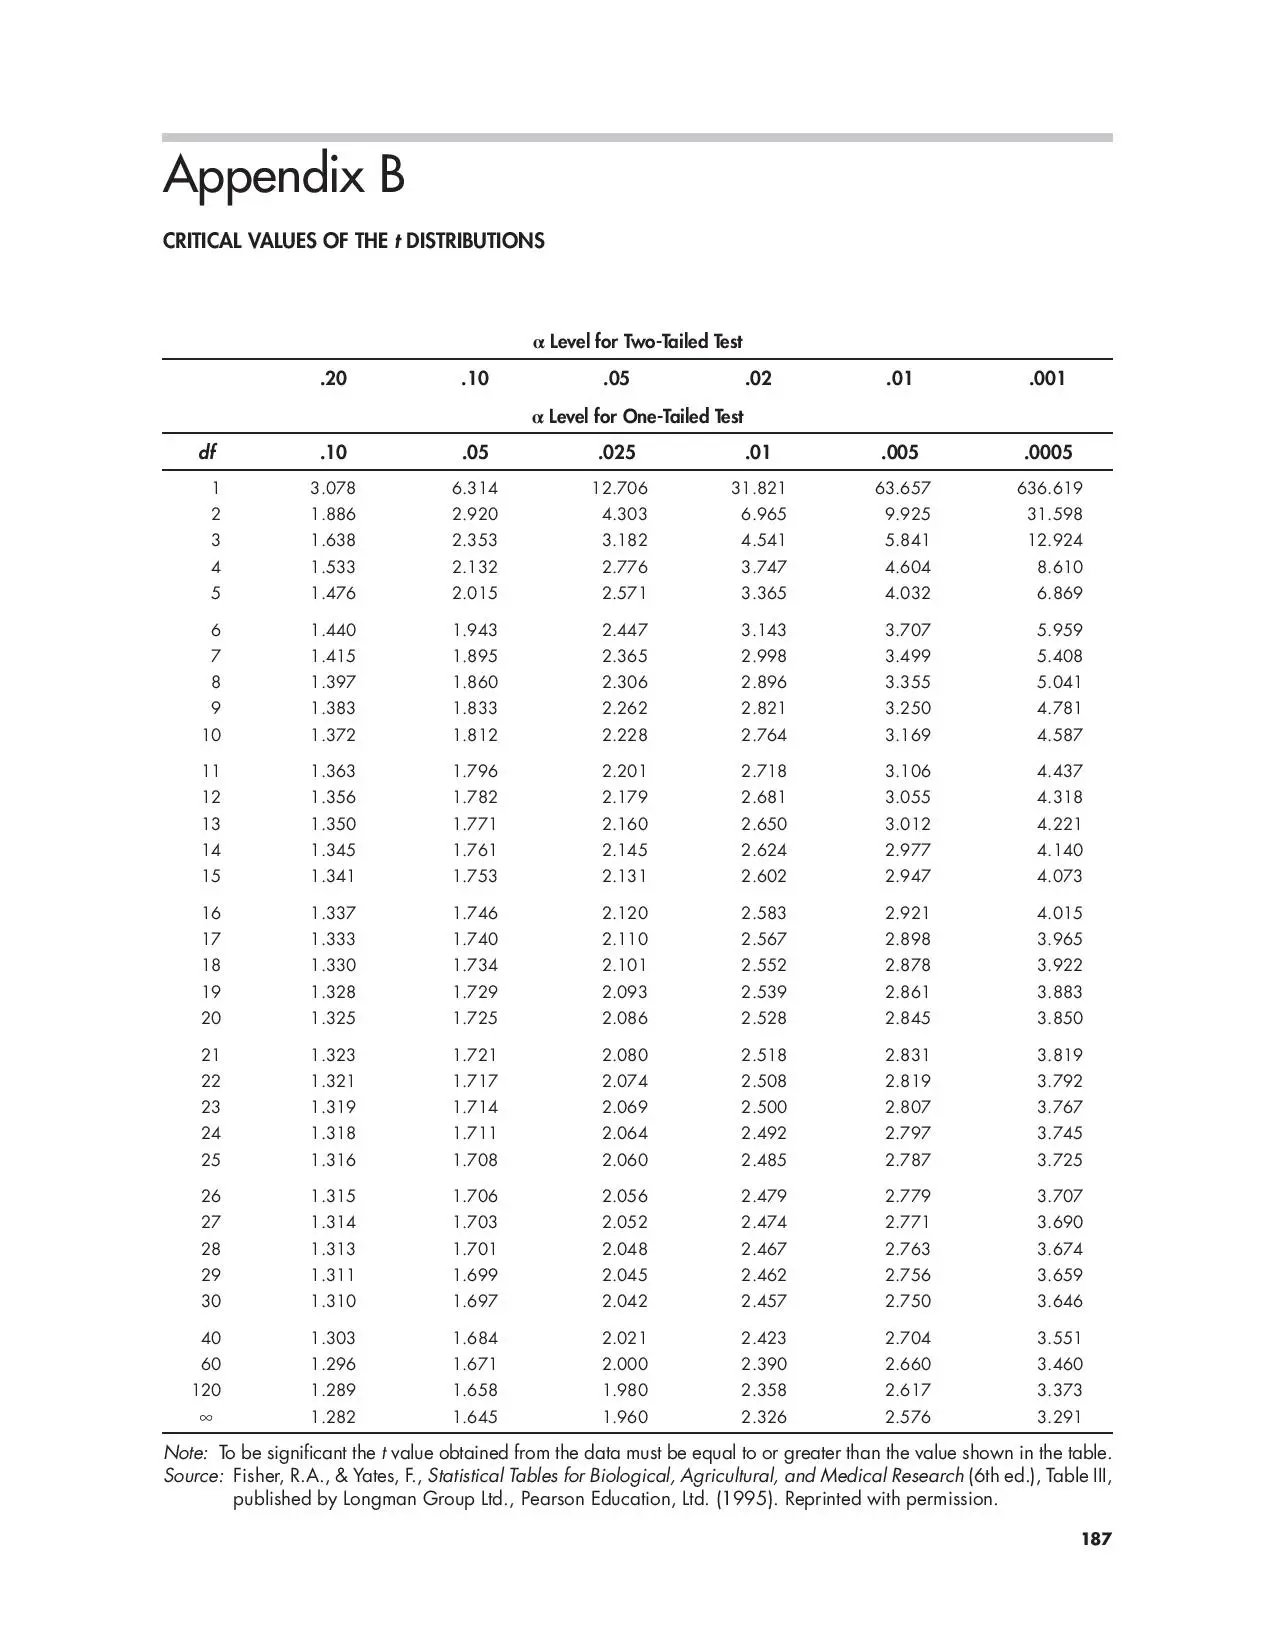 Appendix B
CRITICAL VALUES OF THE t DISTRIBUTIONS
α Level for Two-Tailed Test
.20 .10 .05 .02 .01 .001
α Level for One-Tailed Test
df .10 .05 .025 .01 .005 .0005
1 3.078 6.314 12.706 31.821 63.657 636.619
2 1.886 2.920 4.303 6.965 9.925 31.598
3 1.638 2.353 3.182 4.541 5.841 12.924
4 1.533 2.132 2.776 3.747 4.604 8.610
5 1.476 2.015 2.571 3.365 4.032 6.869
6 1.440 1.943 2.447 3.143 3.707 5.959
7 1.415 1.895 2.365 2.998 3.499 5.408
8 1.397 1.860 2.306 2.896 3.355 5.041
9 1.383 1.833 2.262 2.821 3.250 4.781
10 1.372 1.812 2.228 2.764 3.169 4.587
11 1.363 1.796 2.201 2.718 3.106 4.437
12 1.356 1.782 2.179 2.681 3.055 4.318
13 1.350 1.771 2.160 2.650 3.012 4.221
14 1.345 1.761 2.145 2.624 2.977 4.140
15 1.341 1.753 2.131 2.602 2.947 4.073
16 1.337 1.746 2.120 2.583 2.921 4.015
17 1.333 1.740 2.110 2.567 2.898 3.965
18 1.330 1.734 2.101 2.552 2.878 3.922
19 1.328 1.729 2.093 2.539 2.861 3.883
20 1.325 1.725 2.086 2.528 2.845 3.850
21 1.323 1.721 2.080 2.518 2.831 3.819
22 1.321 1.717 2.074 2.508 2.819 3.792
23 1.319 1.714 2.069 2.500 2.807 3.767
24 1.318 1.711 2.064 2.492 2.797 3.745
25 1.316 1.708 2.060 2.485 2.787 3.725
26 1.315 1.706 2.056 2.479 2.779 3.707
27 1.314 1.703 2.052 2.474 2.771 3.690
28 1.313 1.701 2.048 2.467 2.763 3.674
29 1.311 1.699 2.045 2.462 2.756 3.659
30 1.310 1.697 2.042 2.457 2.750 3.646
40 1.303 1.684 2.021 2.423 2.704 3.551
60 1.296 1.671 2.000 2.390 2.660 3.460
120 1.289 1.658 1.980 2.358 2.617 3.373
∞ 1.282 1.645 1.960 2.326 2.576 3.291
Note: To be significant the t value obtained from the data must be equal to or greater than the value shown in the table.
Source: Fisher, R.A., & Yates, F., Statistical Tables for Biological, Agricultural, and Medical Research (6th ed.), Table III,
published by Longman Group Ltd., Pearson Education, Ltd. (1995). Reprinted with permission.
187